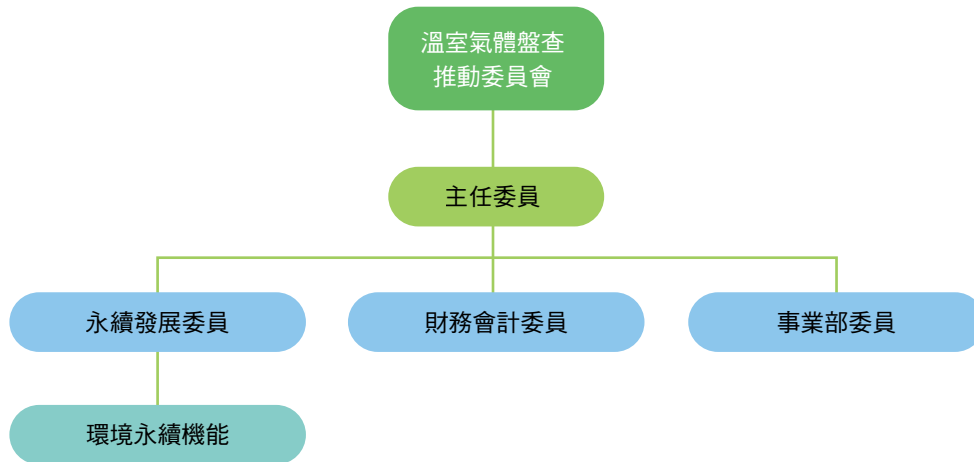 溫室氣體盤查
推動委員會
主任委員
永續發展委員
財務會計委員
事業部委員
環境永續機能